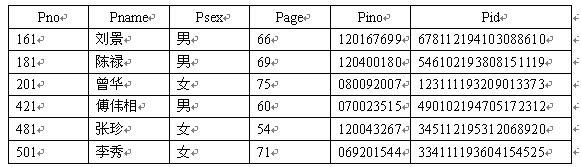 Pno Pname Psex Page Pino Pid
161 刘景 男 66 120167699 678112194103088610
181 陈禄 男 69 120400180 546102193808151119
201 曾华 女 75 080092007 123111193209013373
421 傅伟相 男 60 070023515 490102194705172312
481 张珍 女 54 120043267 345112195312068920
501 李秀 女 71 069201544 334111193604154525